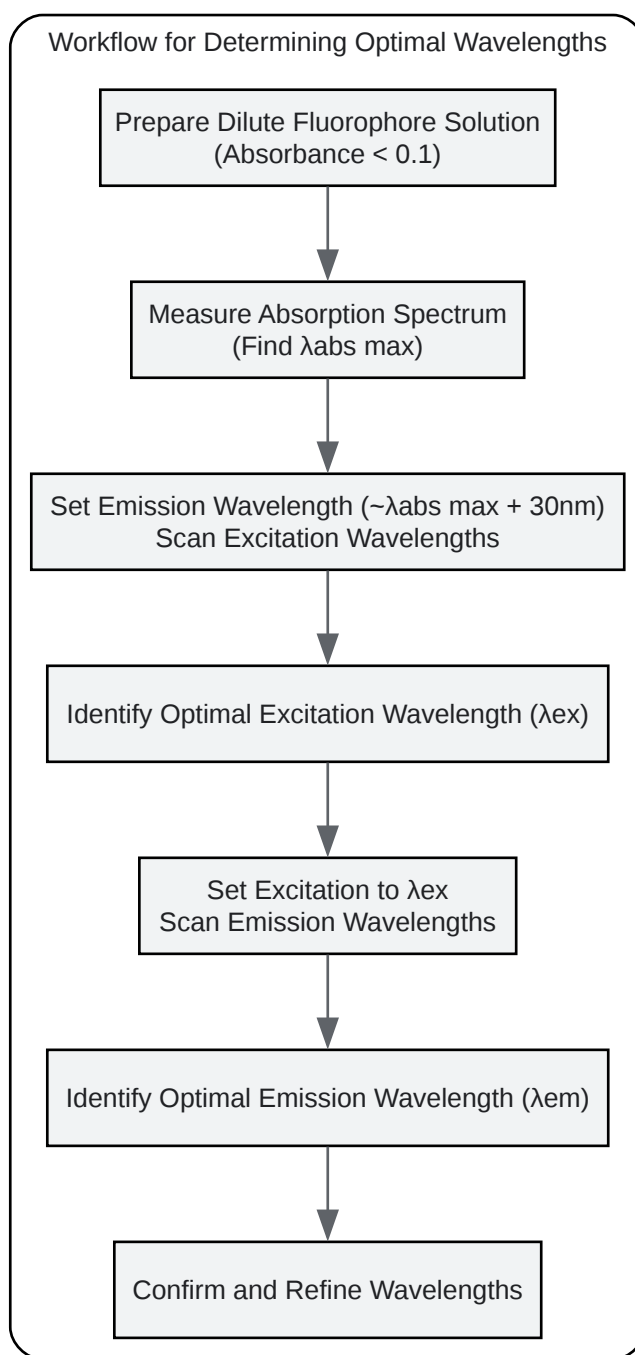 Workflow for Determining Optimal Wavelengths
Prepare Dilute Fluorophore Solution
(Absorbance < 0.1)
Measure Absorption Spectrum
(Find λabs max)
Set Emission Wavelength (~λabs max + 30nm)
Scan Excitation Wavelengths
Identify Optimal Excitation Wavelength (λex)
Set Excitation to λex
Scan Emission Wavelengths
Identify Optimal Emission Wavelength (λem)
Confirm and Refine Wavelengths